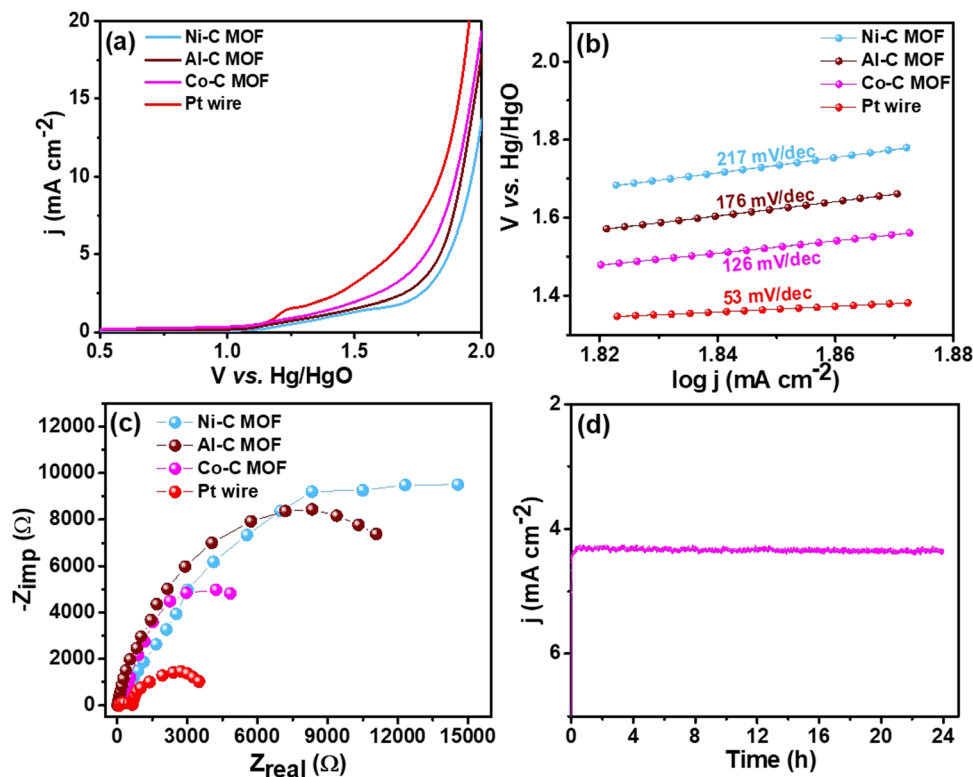 (a)
Ni-C MOF
Al-C MOF
Co-C MOF
Pt wire
20
15
10
5
0
j (mA cm-2)
0.5
1.0
1.5
2.0
V vs. Hg/HgO
(b)
Ni-C MOF
Al-C MOF
Co-C MOF
Pt wire
2.0
1.8
1.6
1.4
V vs. Hg/HgO
217 mV/dec
176 mV/dec
126 mV/dec
53 mV/dec
1.82
1.84
1.86
1.88
log j (mA cm-2)
(c)
Ni-C MOF
Al-C MOF
Co-C MOF
Pt wire
12000
10000
8000
6000
4000
2000
0
-Zimp (Ω)
0
3000
6000
9000
12000
15000
Zreal (Ω)
(d)
2
4
6
j (mA cm-2)
0
4
8
12
16
20
24
Time (h)